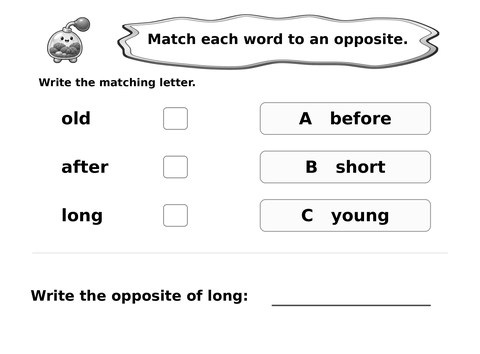 Match each word to an opposite.
Write the matching letter.
old A before
after B short
long C young
Write the opposite of long: